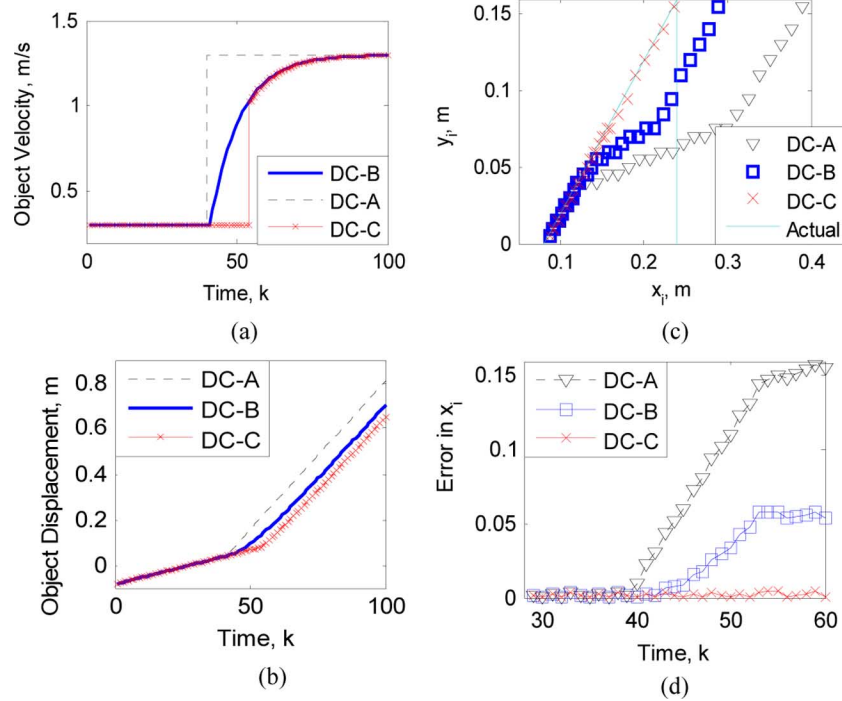 1.5
1
0.5
Object Velocity, m/s
DC-B
DC-A
DC-C
0
50
100
Time, k
(a)
0.15
0.1
0.05
0
y_i, m
DC-A
DC-B
DC-C
Actual
0.1
0.2
0.3
0.4
x_i, m
(c)
0.8
0.6
0.4
0.2
0
Object Displacement, m
DC-A
DC-B
DC-C
0
50
100
Time, k
(b)
0.15
0.1
0.05
0
Error in x_i
DC-A
DC-B
DC-C
30
40
50
60
Time, k
(d)